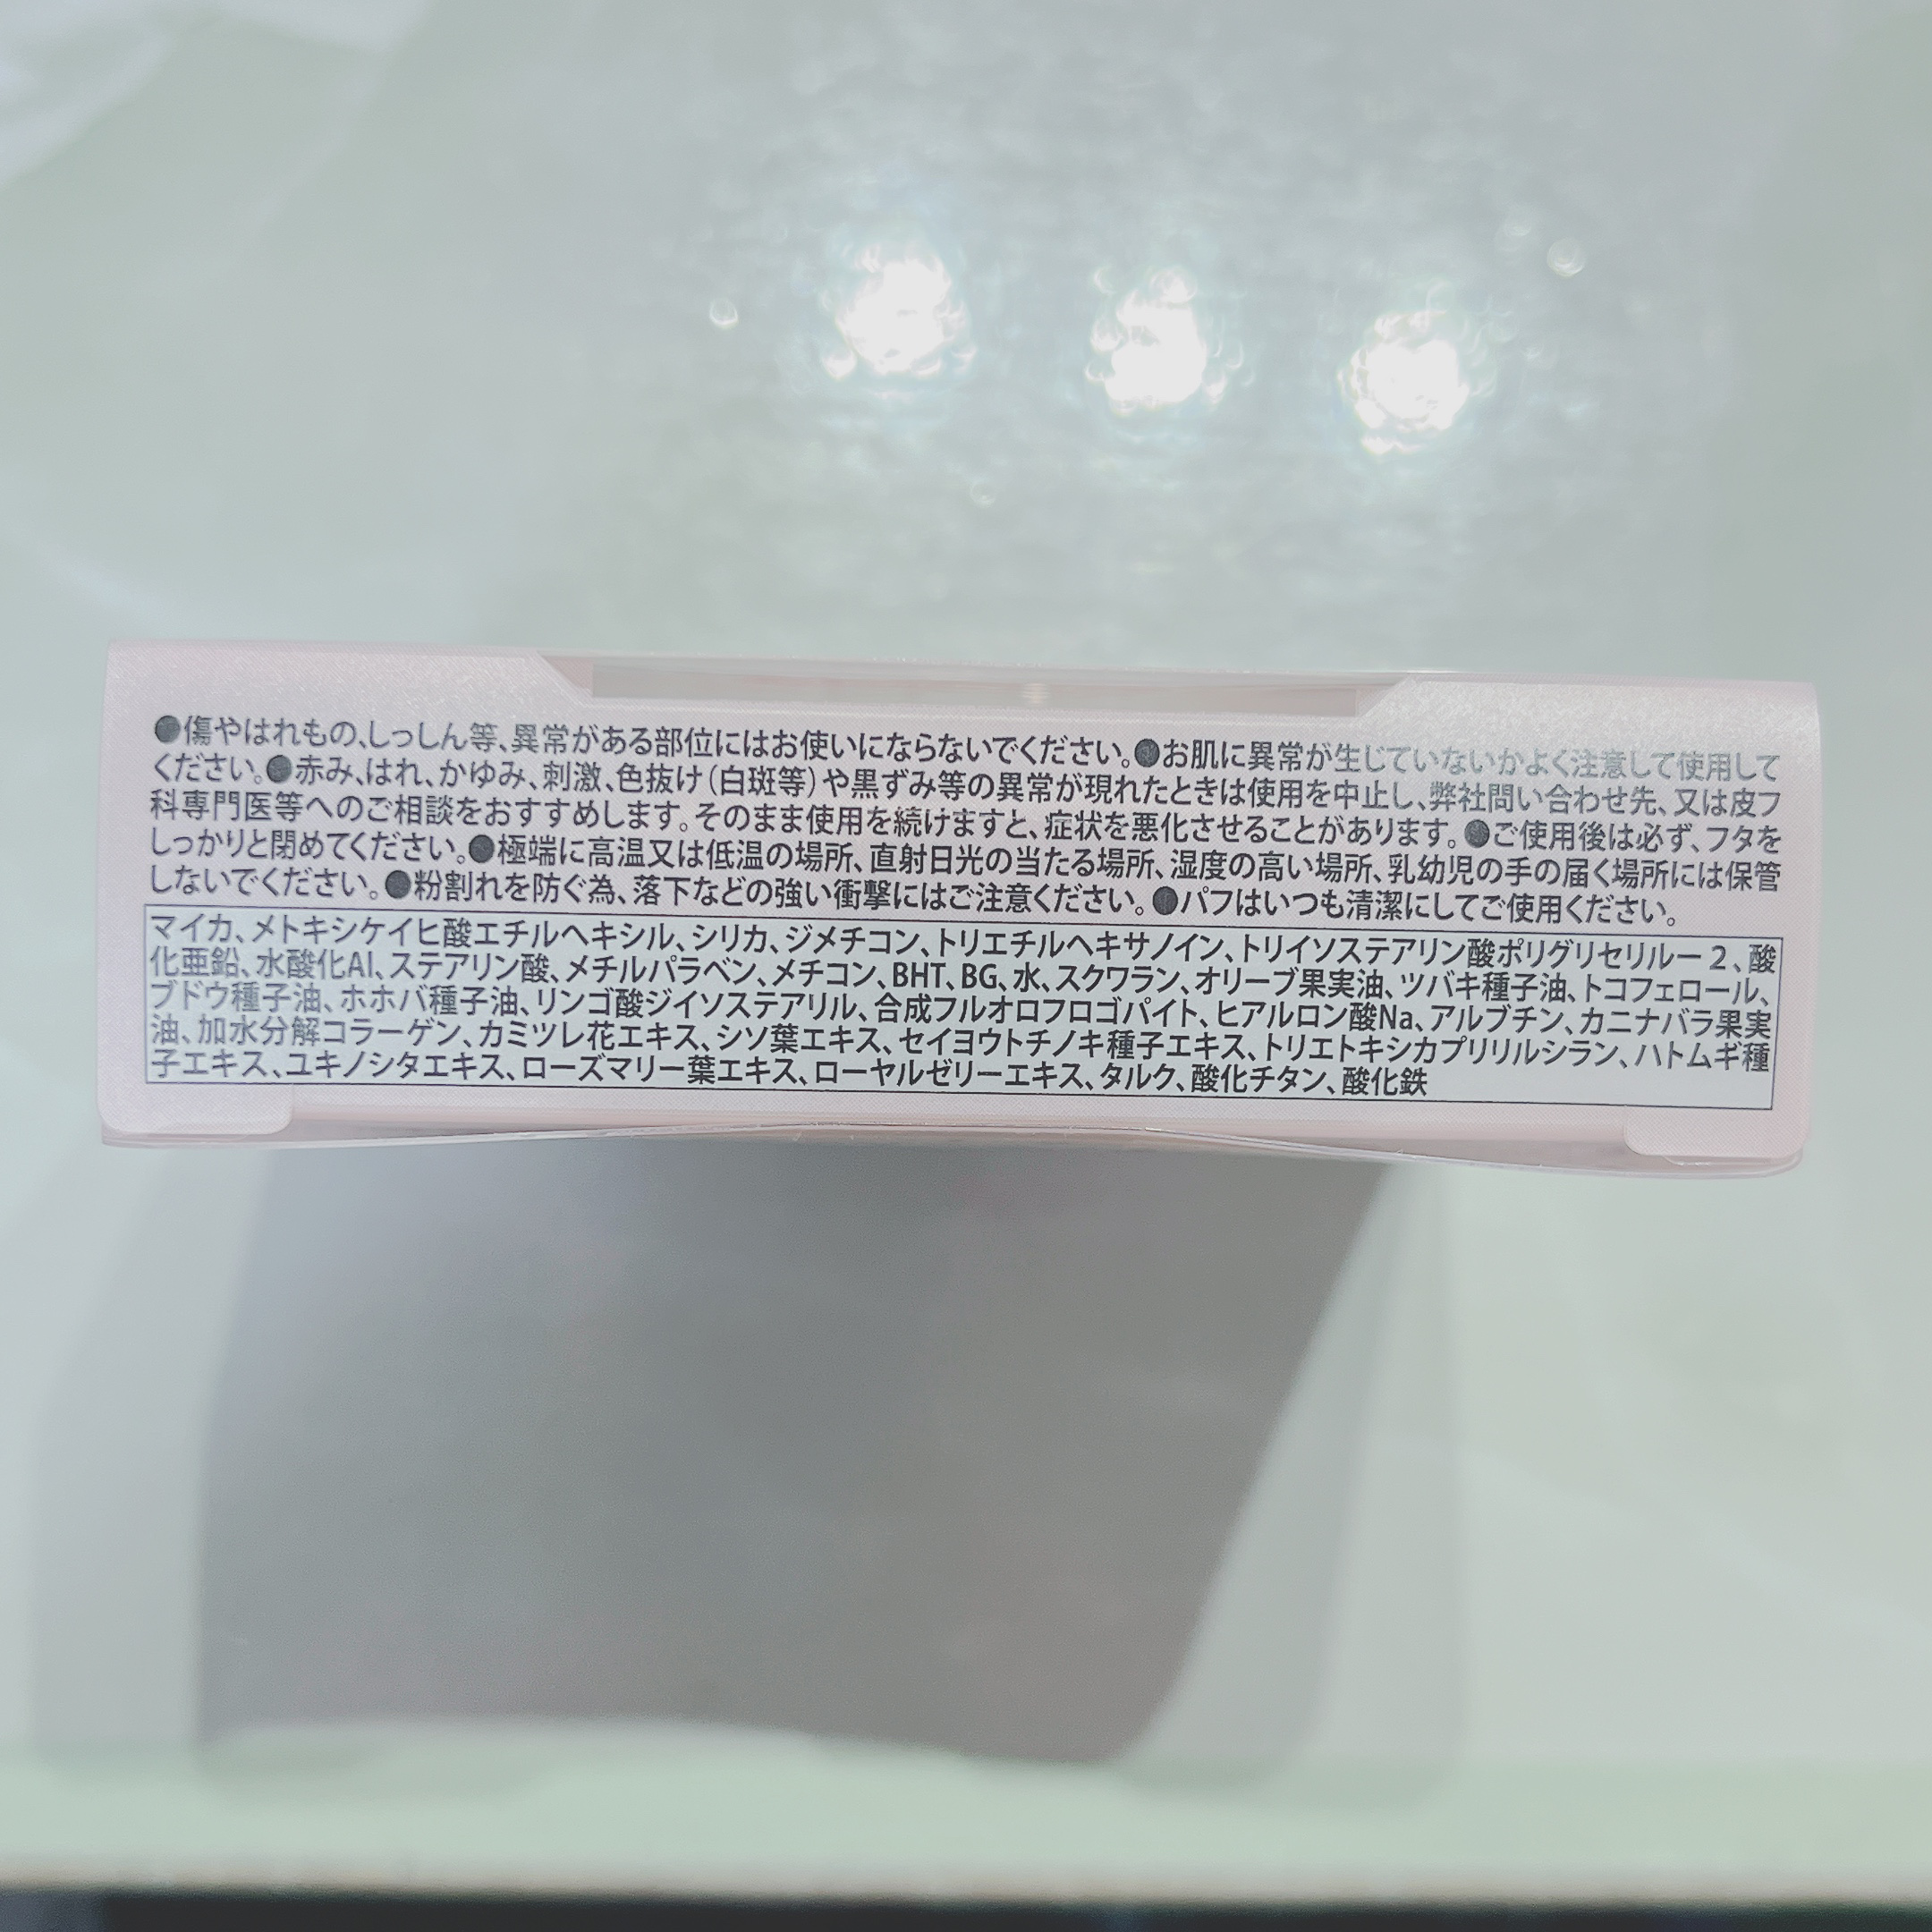 ●傷やはれもの、しっしん等、異常がある部位にはお使いにならないでください。●お肌に異常が生じていないかよく注意して使用して
ください。●赤み、はれ、かゆみ、刺激、色抜け（白斑等）や黒ずみ等の異常が現れたときは使用を中止し、弊社問い合わせ先、又は皮フ
科専門医等へのご相談をおすすめします。そのまま使用を続けますと、症状を悪化させることがあります。●ご使用後は必ず、フタを
しっかりと閉めてください。●極端に高温又は低温の場所、直射日光の当たる場所、湿度の高い場所、乳幼児の手の届く場所には保管
しないでください。●粉割れを防ぐ為、落下などの強い衝撃にはご注意ください。●パフはいつも清潔にしてご使用ください。
マイカ、メトキシケイヒ酸エチルヘキシル、シリカ、ジメチコン、トリエチルヘキサノイン、トリイソステアリン酸ポリグリセリルー2、酸
化亜鉛、水酸化Al、ステアリン酸、メチルパラベン、メチコン、BHT、BG、水、スクワラン、オリーブ果実油、ツバキ種子油、トコフェロール、
ブドウ種子油、ホホバ種子油、リンゴ酸ジイソステアリル、合成フルオロフロゴパイト、ヒアルロン酸Na、アルブチン、カニナバラ果実
油、加水分解コラーゲン、カミツレ花エキス、シソ葉エキス、セイヨウトチノキ種子エキス、トリエトキシカプリリルシラン、ハトムギ種
子エキス、ユキノシタエキス、ローズマリー葉エキス、ローヤルゼリーエキス、タルク、酸化チタン、酸化鉄